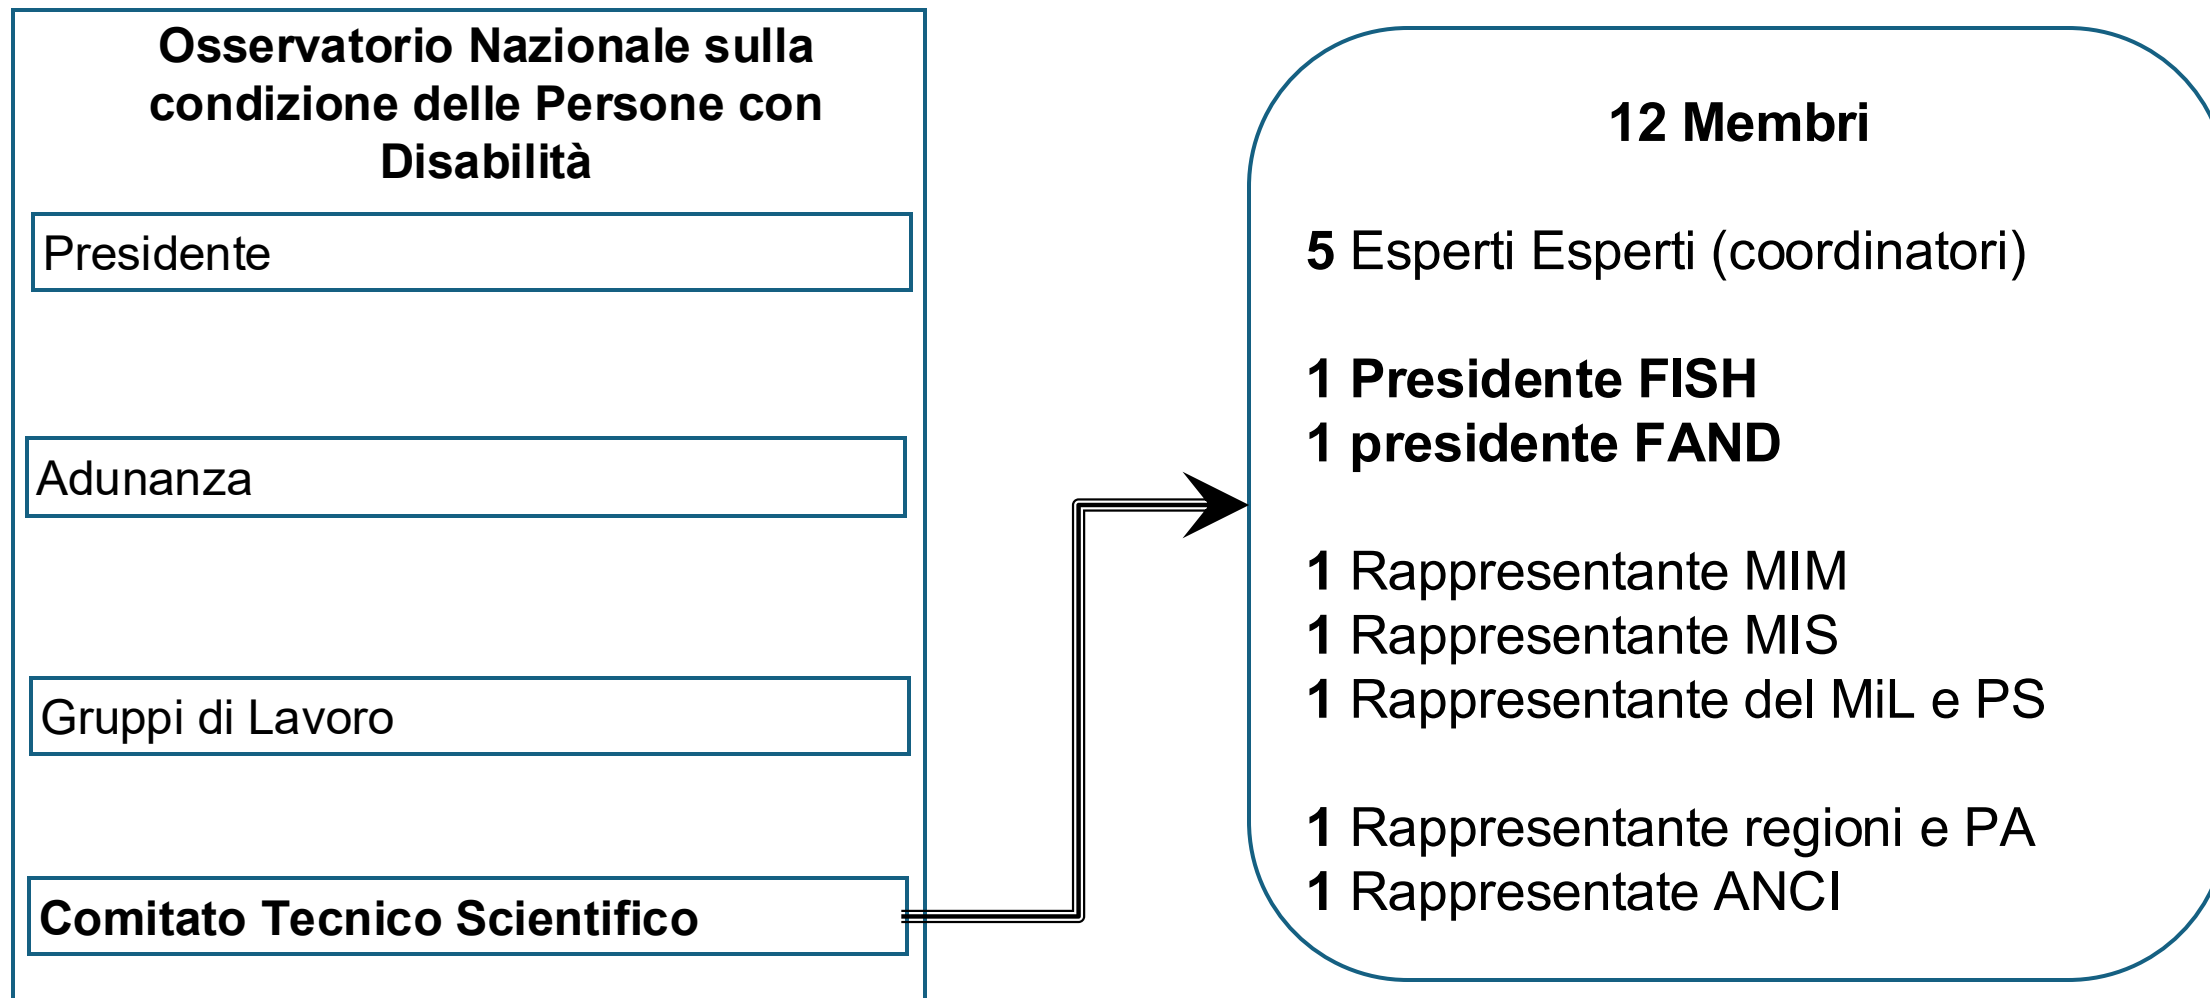 Osservatorio Nazionale sulla
condizione delle Persone con
Disabilità
Presidente
Adunanza
Gruppi di Lavoro
Comitato Tecnico Scientifico
12 Membri
5 Esperti Esperti (coordinatori)
1 Presidente FISH
1 presidente FAND
1 Rappresentante MIM
1 Rappresentante MIS
1 Rappresentante del MiL e PS
1 Rappresentante regioni e PA
1 Rappresentate ANCI